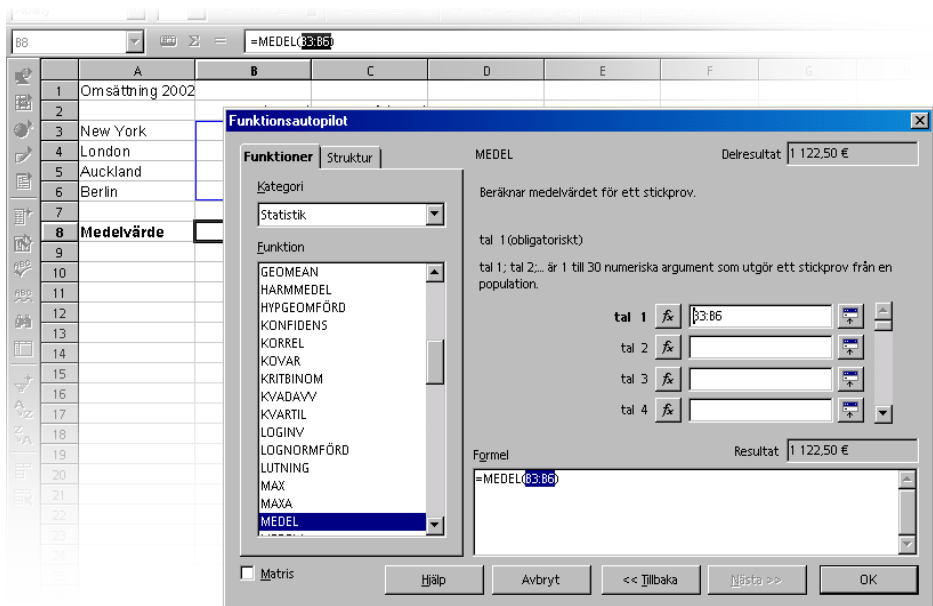 B8
=MEDEL(B3:B6)
A B C D E F G
1 Omsättning 2002
2
3 New York
4 London
5 Auckland
6 Berlin
7
8 Medelvärde
9
10
11
12
13
14
15
16
17
18
19
20
21
22
23
24
Funktionsautopilot
Funktioner Struktur
Kategori
Statistik
Funktion
GEOMEAN
HARMMEDEL
HYPGEOMFÖRD
KONFIDENS
KORREL
KOVAR
KRITBINOM
KVADAVV
KVARTIL
LOGINV
LOGNORMFÖRD
LUTNING
MAX
MAXA
MEDEL
Matris
MEDEL
Delresultat 1 122,50 €
Beräknar medelvärdet för ett stickprov.
tal 1 (obligatoriskt)
tal 1; tal 2;... är 1 till 30 numeriska argument som utgör ett stickprov från en
population.
tal 1 fx B3:B6
tal 2 fx
tal 3 fx
tal 4 fx
Formel
Resultat 1 122,50 €
=MEDEL(B3:B6)
Hjälp
Avbryt
<< Tillbaka
Nästa >>
OK